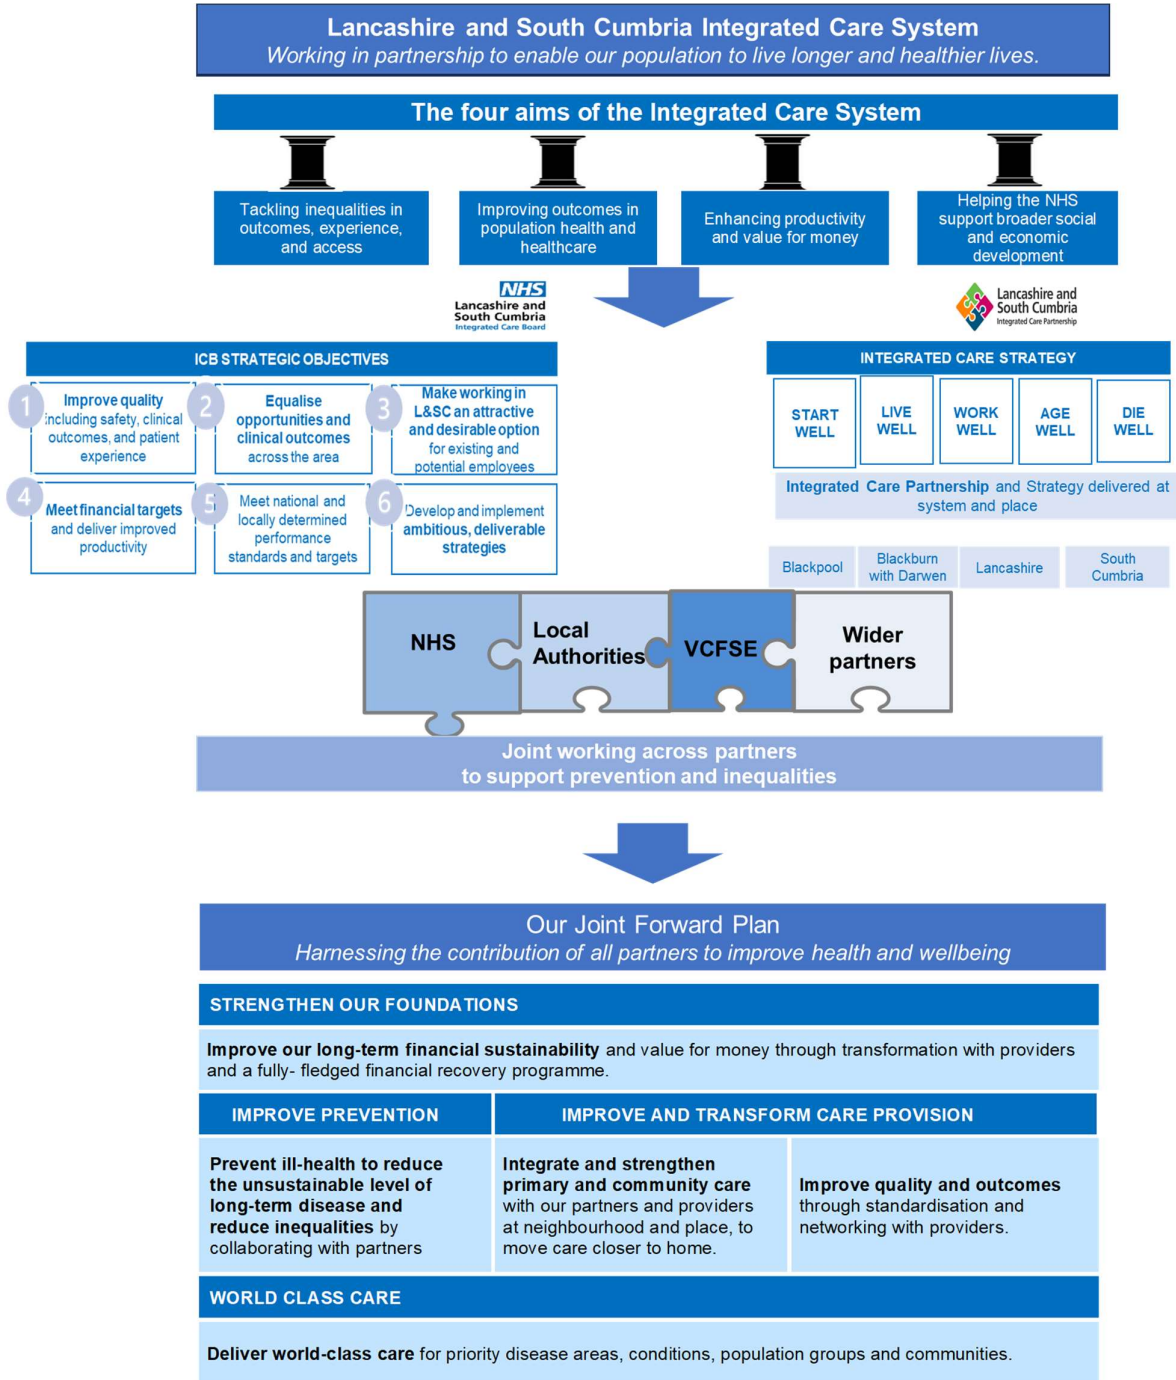 Lancashire and South Cumbria Integrated Care System
Working in partnership to enable our population to live longer and healthier lives.
The four aims of the Integrated Care System
Tackling inequalities in
outcomes, experience,
and access
Improving outcomes in
population health and
healthcare
Enhancing productivity
and value for money
Helping the NHS
support broader social
and economic
development
NHS
Lancashire and
South Cumbria
Integrated Care Board
Lancashire and
South Cumbria
Integrated Care Partnership
ICB STRATEGIC OBJECTIVES
1
Improve quality
including safety, clinical
outcomes, and patient
experience
2
Equalise
opportunities and
clinical outcomes
across the area
3
Make working in
L&SC an attractive
and desirable option
for existing and
potential employees
4
Meet financial targets
and deliver improved
productivity
5
Meet national and
locally determined
performance
standards and targets
6
Develop and implement
ambitious, deliverable
strategies
INTEGRATED CARE STRATEGY
START
WELL
LIVE
WELL
WORK
WELL
AGE
WELL
DIE
WELL
Integrated Care Partnership and Strategy delivered at
system and place
Blackpool
Blackburn
with Darwen
Lancashire
South
Cumbria
NHS
Local
Authorities
VCFSE
Wider
partners
Joint working across partners
to support prevention and inequalities
Our Joint Forward Plan
Harnessing the contribution of all partners to improve health and wellbeing
STRENGTHEN OUR FOUNDATIONS
Improve our long-term financial sustainability and value for money through transformation with providers
and a fully- fledged financial recovery programme.
IMPROVE PREVENTION
IMPROVE AND TRANSFORM CARE PROVISION
Prevent ill-health to reduce
the unsustainable level of
long-term disease and
reduce inequalities by
collaborating with partners
Integrate and strengthen
primary and community care
with our partners and providers
at neighbourhood and place, to
move care closer to home.
Improve quality and outcomes
through standardisation and
networking with providers.
WORLD CLASS CARE
Deliver world-class care for priority disease areas, conditions, population groups and communities.